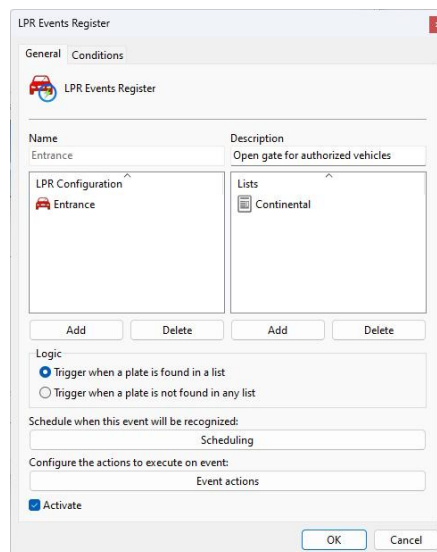 LPR Events Register
General Conditions
LPR Events Register
Name Description
Entrance Open gate for authorized vehicles
LPR Configuration Lists
Entrance Continental
Add Delete Add Delete
Logic
Trigger when a plate is found in a list
Trigger when a plate is not found in any list
Schedule when this event will be recognized:
Scheduling
Configure the actions to execute on event:
Event actions
Activate
OK Cancel